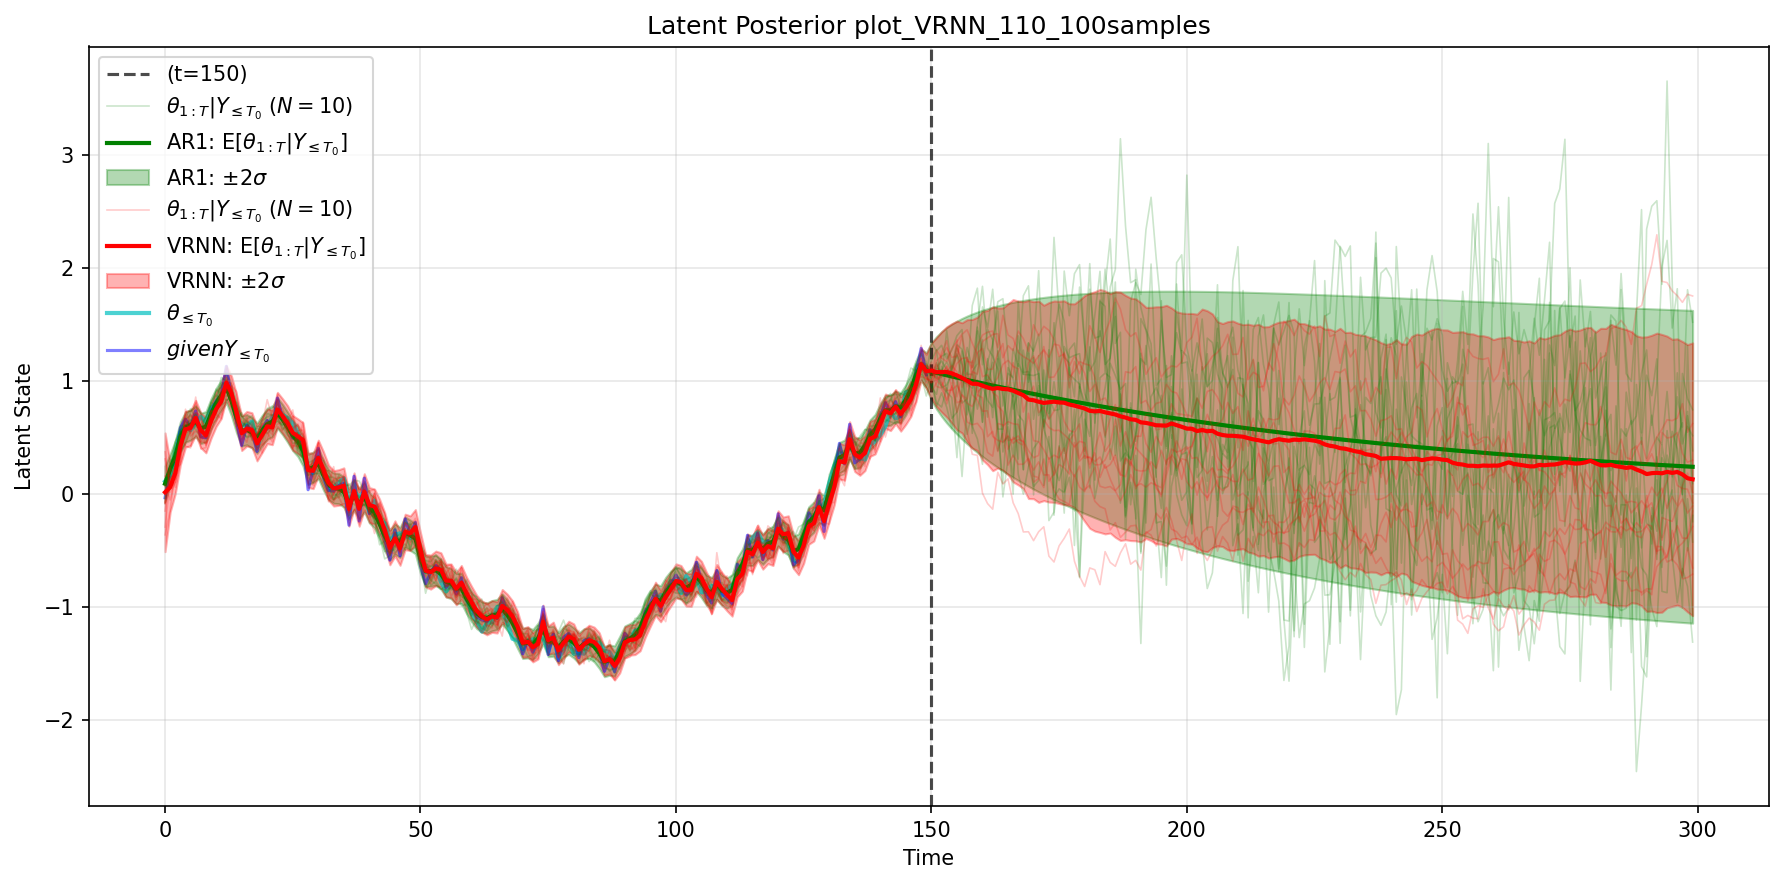 Latent Posterior plot_VRNN_110_100samples
(t=150)
θ₁:T|Y≤T₀ (N = 10)
AR1: E[θ₁:T|Y≤T₀]
AR1: ±2σ
θ₁:T|Y≤T₀ (N = 10)
VRNN: E[θ₁:T|Y≤T₀]
VRNN: ±2σ
θ≤T₀
givenY≤T₀
Latent State
3
2
1
0
−1
−2
0 50 100 150 200 250 300
Time